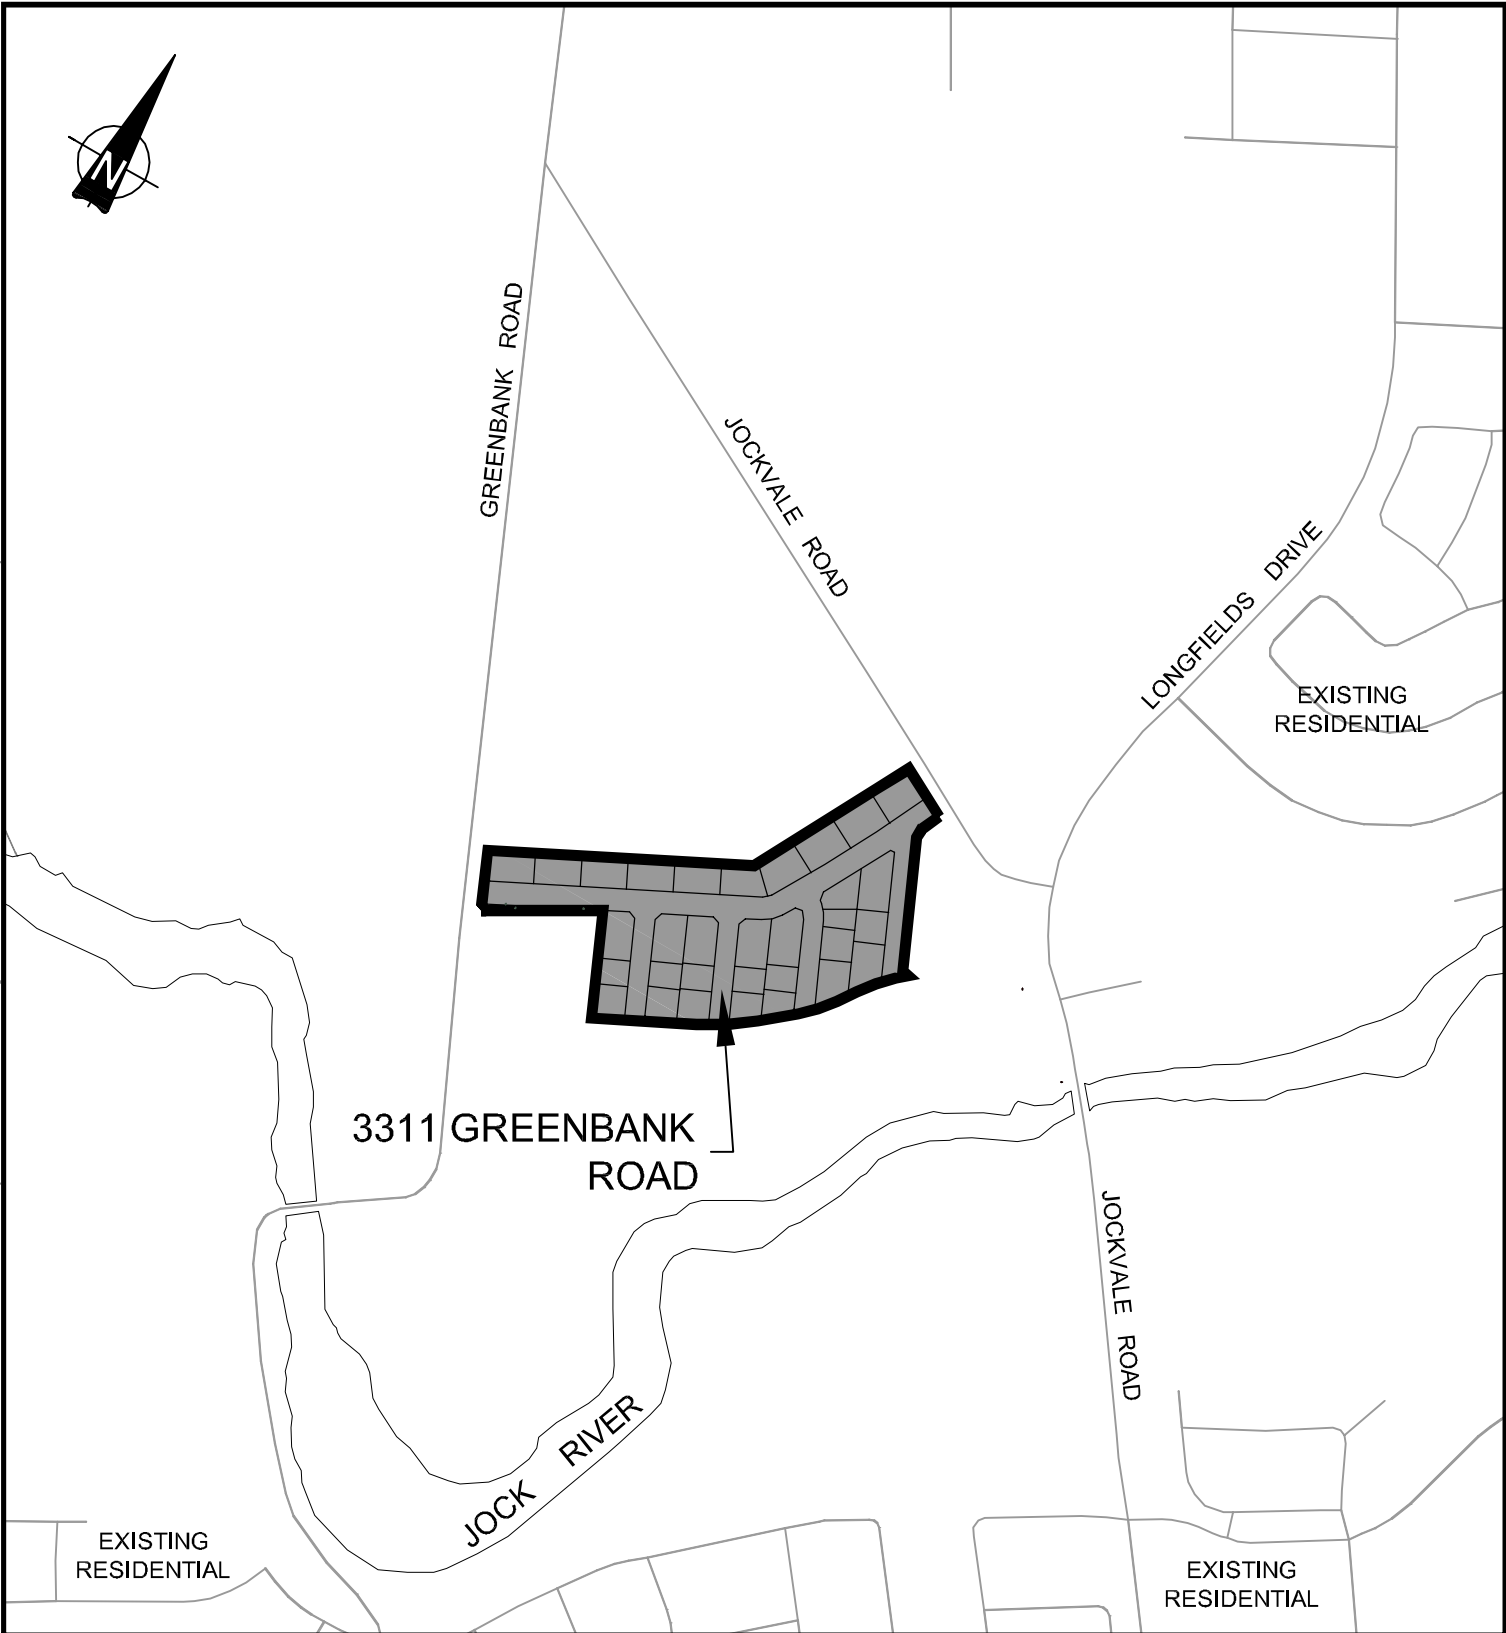 N
GREENBANK ROAD
JOCKVALE ROAD
LONGFIELDS DRIVE
EXISTING
RESIDENTIAL
3311 GREENBANK
ROAD
JOCKVALE ROAD
JOCK RIVER
EXISTING
RESIDENTIAL
EXISTING
RESIDENTIAL